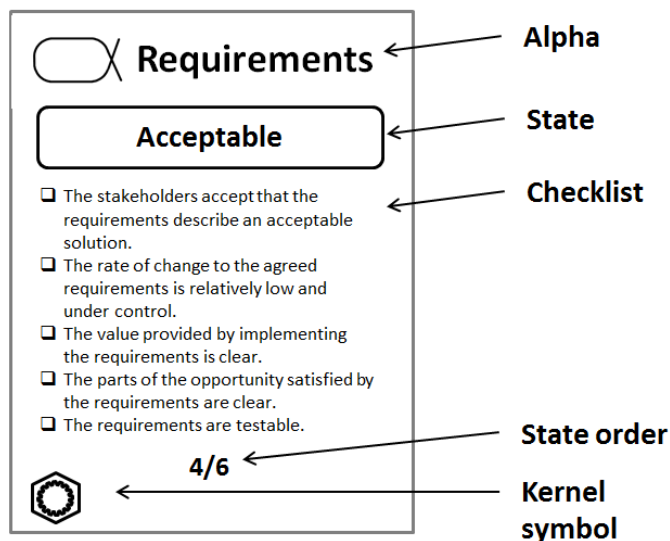 Requirements
Alpha
Acceptable
State
Checklist
The stakeholders accept that the
requirements describe an acceptable
solution.
The rate of change to the agreed
requirements is relatively low and
under control.
The value provided by implementing
the requirements is clear.
The parts of the opportunity satisfied by
the requirements are clear.
The requirements are testable.
State order
4/6
Kernel
symbol